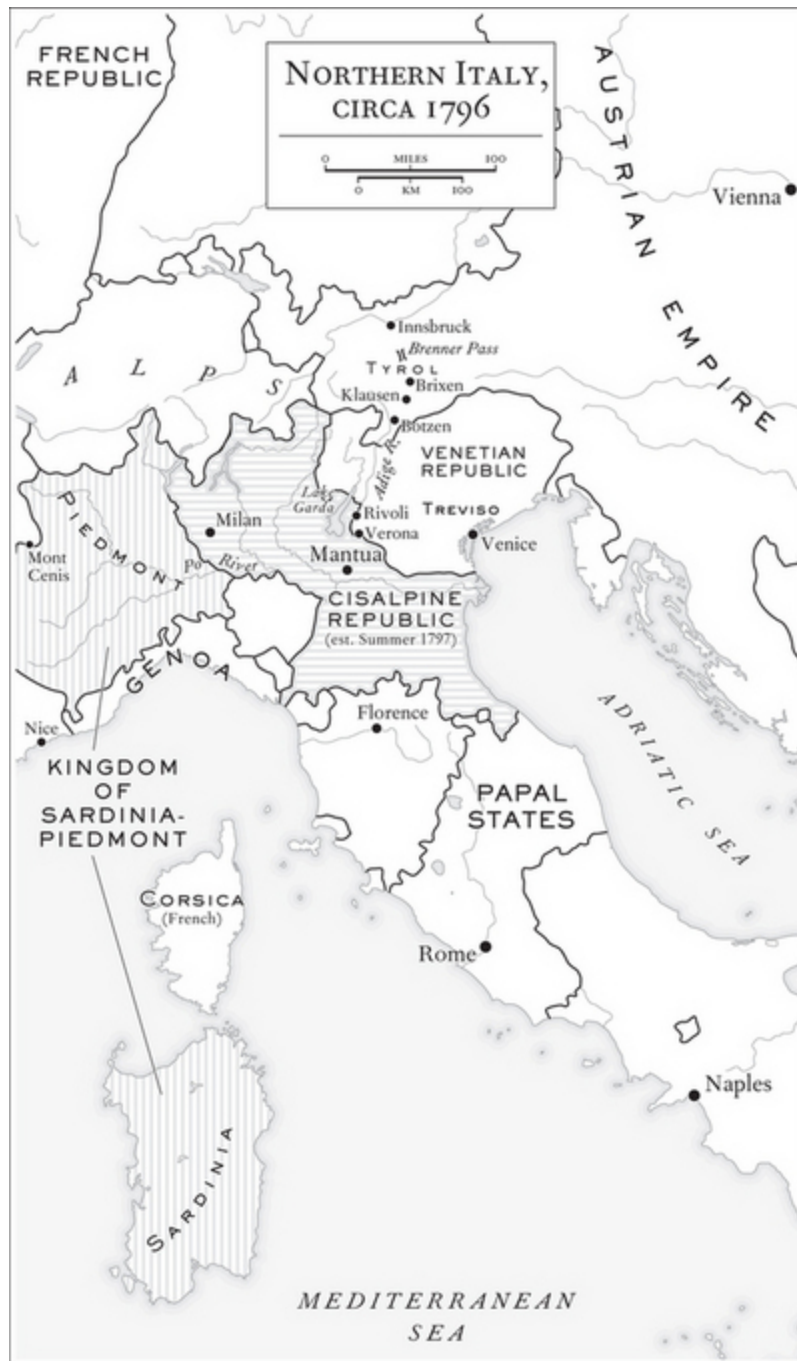 FRENCH
REPUBLIC
NORTHERN ITALY,
CIRCA 1796
0 MILES 100
0 KM 100
AUSTRIAN EMPIRE
Vienna
Innsbruck
Brenner Pass
TYROL
Brixen
Klausen
Botzen
ALPS
Adige R.
VENETIAN
REPUBLIC
Lake
Garda
TREVISO
Rivoli
Verona
Venice
PIEDMONT
Milan
Mont
Cenis
Po River
Mantua
CISALPINE
REPUBLIC
(est. Summer 1797)
GENOA
Nice
Florence
ADRIATIC SEA
KINGDOM
OF
SARDINIA-
PIEDMONT
PAPAL
STATES
CORSICA
(French)
Rome
Naples
SARDINIA
MEDITERRANEAN
SEA